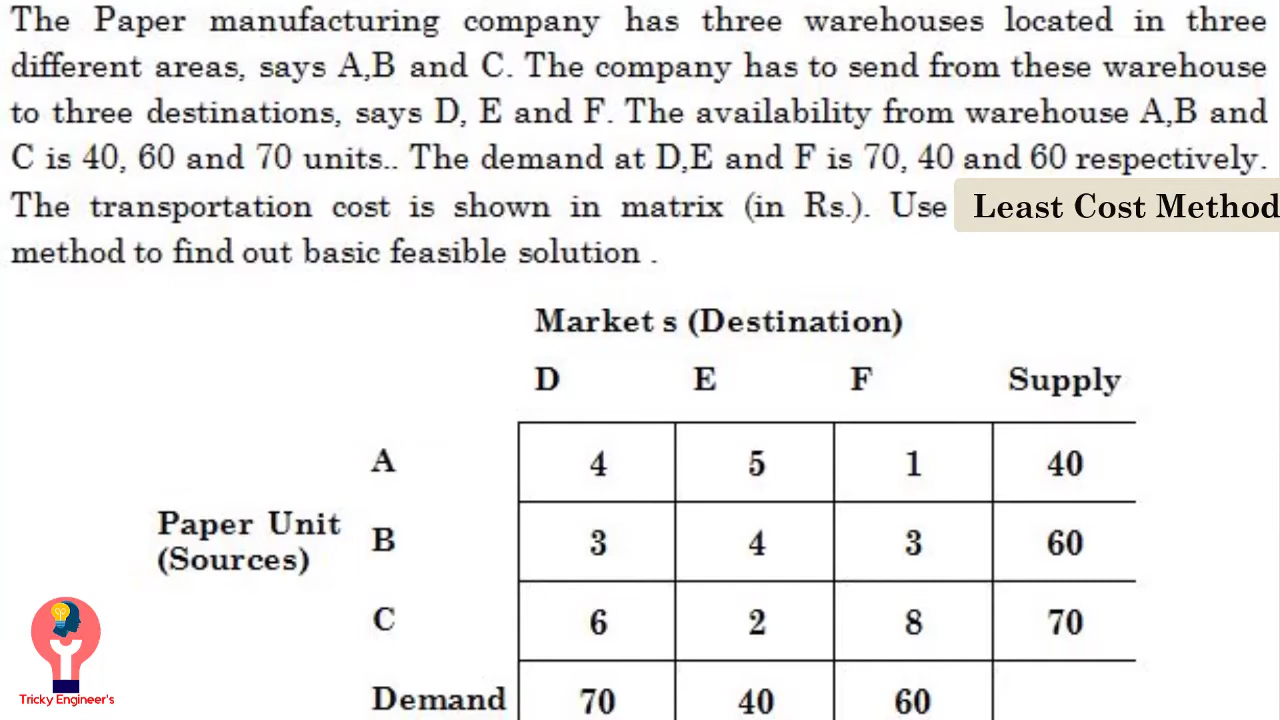 The Paper manufacturing company has three warehouses located in three
different areas, says A,B and C. The company has to send from these warehouse
to three destinations, says D, E and F. The availability from warehouse A,B and
C is 40, 60 and 70 units.. The demand at D,E and F is 70, 40 and 60 respectively.
The transportation cost is shown in matrix (in Rs.). Use Least Cost Method
method to find out basic feasible solution .
Market s (Destination)
D E F Supply
A 4 5 1 40
Paper Unit
(Sources)
B 3 4 3 60
C 6 2 8 70
Demand 70 40 60
Tricky Engineer's